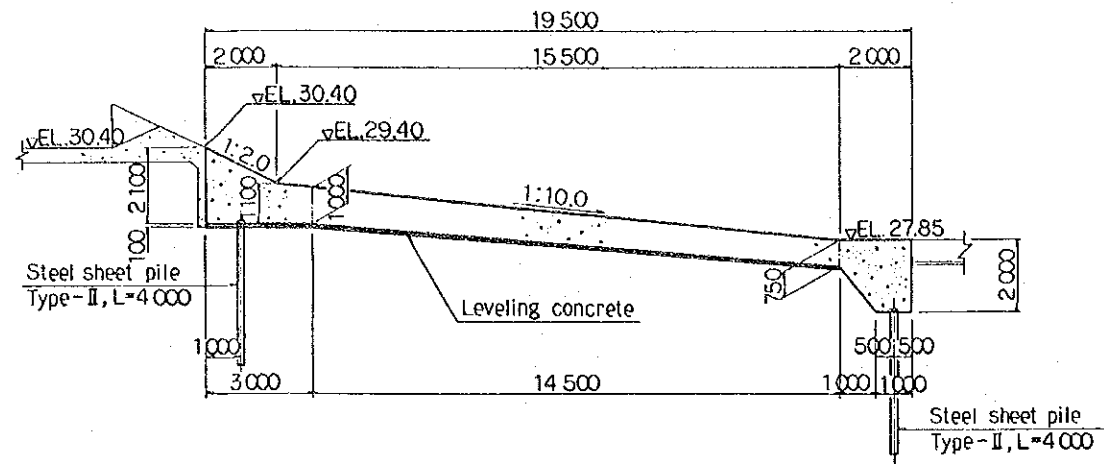 19 500
2 000
15 500
2 000
▽EL. 30.40
▽EL. 30.40
▽EL. 29.40
1:2.0
2 100
1 100
1 000
1:10.0
▽EL. 27.85
100
Steel sheet pile
Type-II, L=4 000
Leveling concrete
750
2 000
1 000
500
500
3 000
14 500
1 000
1 000
Steel sheet pile
Type-II, L=4 000